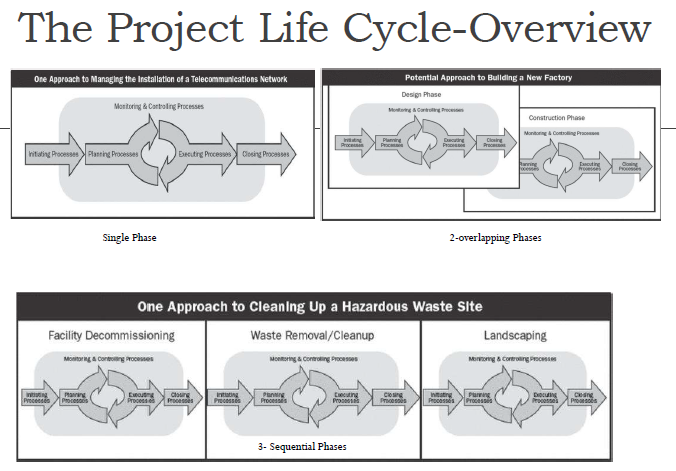 The Project Life Cycle-Overview
One Approach to Managing the Installation of a Telecommunications Network
Monitoring & Controlling Processes
Initiating Processes
Planning Processes
Executing Processes
Closing Processes
Single Phase
Potential Approach to Building a New Factory
Design Phase
Monitoring & Controlling Processes
Initiating
Processes
Planning
Processes
Executing
Processes
Closing
Processes
Construction Phase
Monitoring & Controlling Processes
Executing
Processes
Closing
Processes
2-overlapping Phases
One Approach to Cleaning Up a Hazardous Waste Site
Facility Decommissioning
Monitoring & Controlling Processes
Initiating
Processes
Planning
Processes
Executing
Processes
Closing
Processes
Waste Removal/Cleanup
Monitoring & Controlling Processes
Initiating
Processes
Planning
Processes
Executing
Processes
Closing
Processes
Landscaping
Monitoring & Controlling Processes
Initiating
Processes
Planning
Processes
Executing
Processes
Closing
Processes
3- Sequential Phases